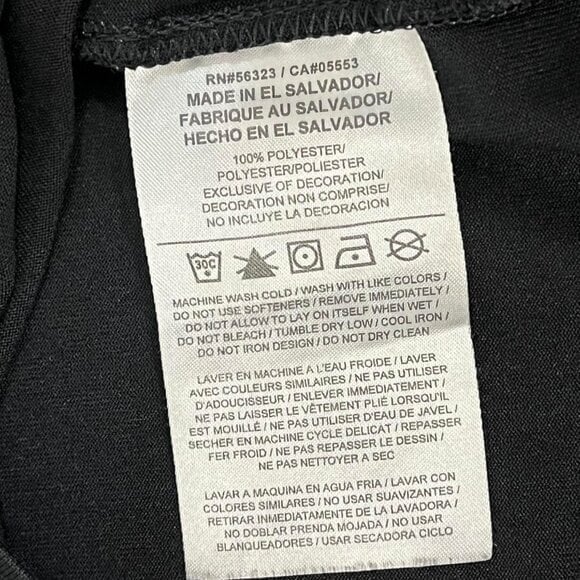 RN#56323 / CA#05553
MADE IN EL SALVADOR/
FABRIQUE AU SALVADOR/
HECHO EN EL SALVADOR
100% POLYESTER/
POLYESTER/POLIESTER
EXCLUSIVE OF DECORATION/
DECORATION NON COMPRISE/
NO INCLUYE LA DECORACION
30C
MACHINE WASH COLD / WASH WITH LIKE COLORS /
DO NOT USE SOFTENERS / REMOVE IMMEDIATELY /
DO NOT ALLOW TO LAY ON ITSELF WHEN WET /
DO NOT BLEACH / TUMBLE DRY LOW / COOL IRON /
DO NOT IRON DESIGN / DO NOT DRY CLEAN
LAVER EN MACHINE A L'EAU FROIDE / LAVER
AVEC COULEURS SIMILAIRES / NE PAS UTILISER
D'ADOUCISSEUR / ENLEVER IMMEDIATEMENT /
NE PAS LAISSER LE VÊTEMENT PLIÉ LORSQU'IL
EST MOUILLÉ / NE PAS UTILISER D'EAU DE JAVEL /
SECHER EN MACHINE CYCLE DELICAT / REPASSER
FER FROID / NE PAS REPASSER LE DESSIN /
NE PAS NETTOYER A SEC
LAVAR A MAQUINA EN AGUA FRIA / LAVAR CON
COLORES SIMILARES / NO USAR SUAVIZANTES /
RETIRAR INMEDIATAMENTE DE LA LAVADORA /
NO DOBLAR PRENDA MOJADA / NO USAR
BLANQUEADORES / USAR SECADORA CICLO